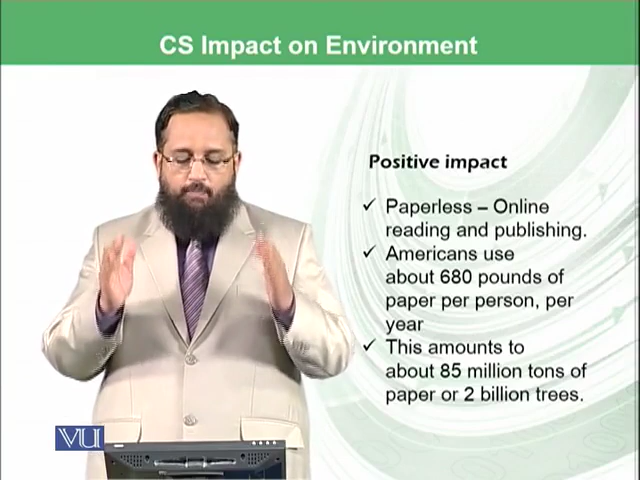 CS Impact on Environment
Positive impact
✓ Paperless – Online
reading and publishing.
✓ Americans use
about 680 pounds of
paper per person, per
year
✓ This amounts to
about 85 million tons of
paper or 2 billion trees.
VU